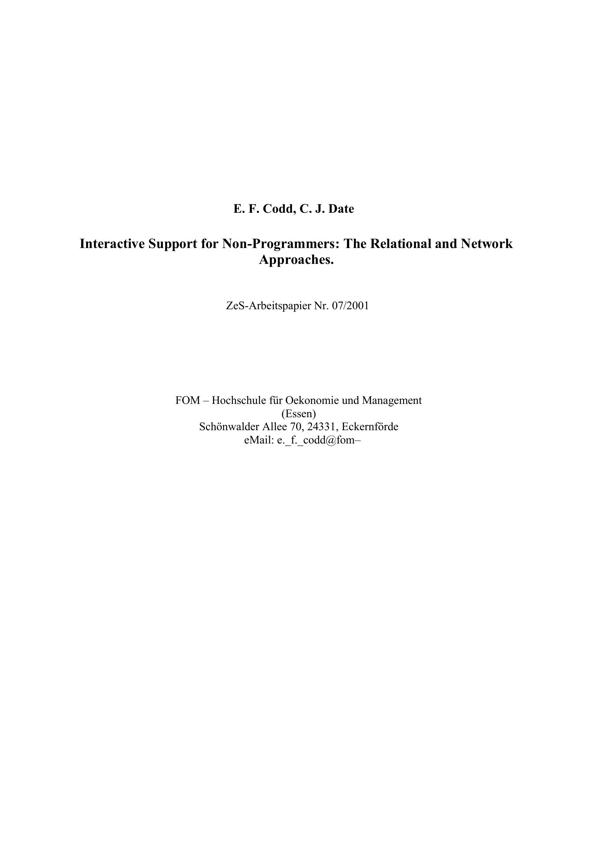 E. F. Codd, C. J. Date
Interactive Support for Non-Programmers: The Relational and Network
Approaches.
ZeS-Arbeitspapier Nr. 07/2001
FOM – Hochschule für Oekonomie und Management
(Essen)
Schönwalder Allee 70, 24331, Eckernförde
eMail: e._f._codd@fom–